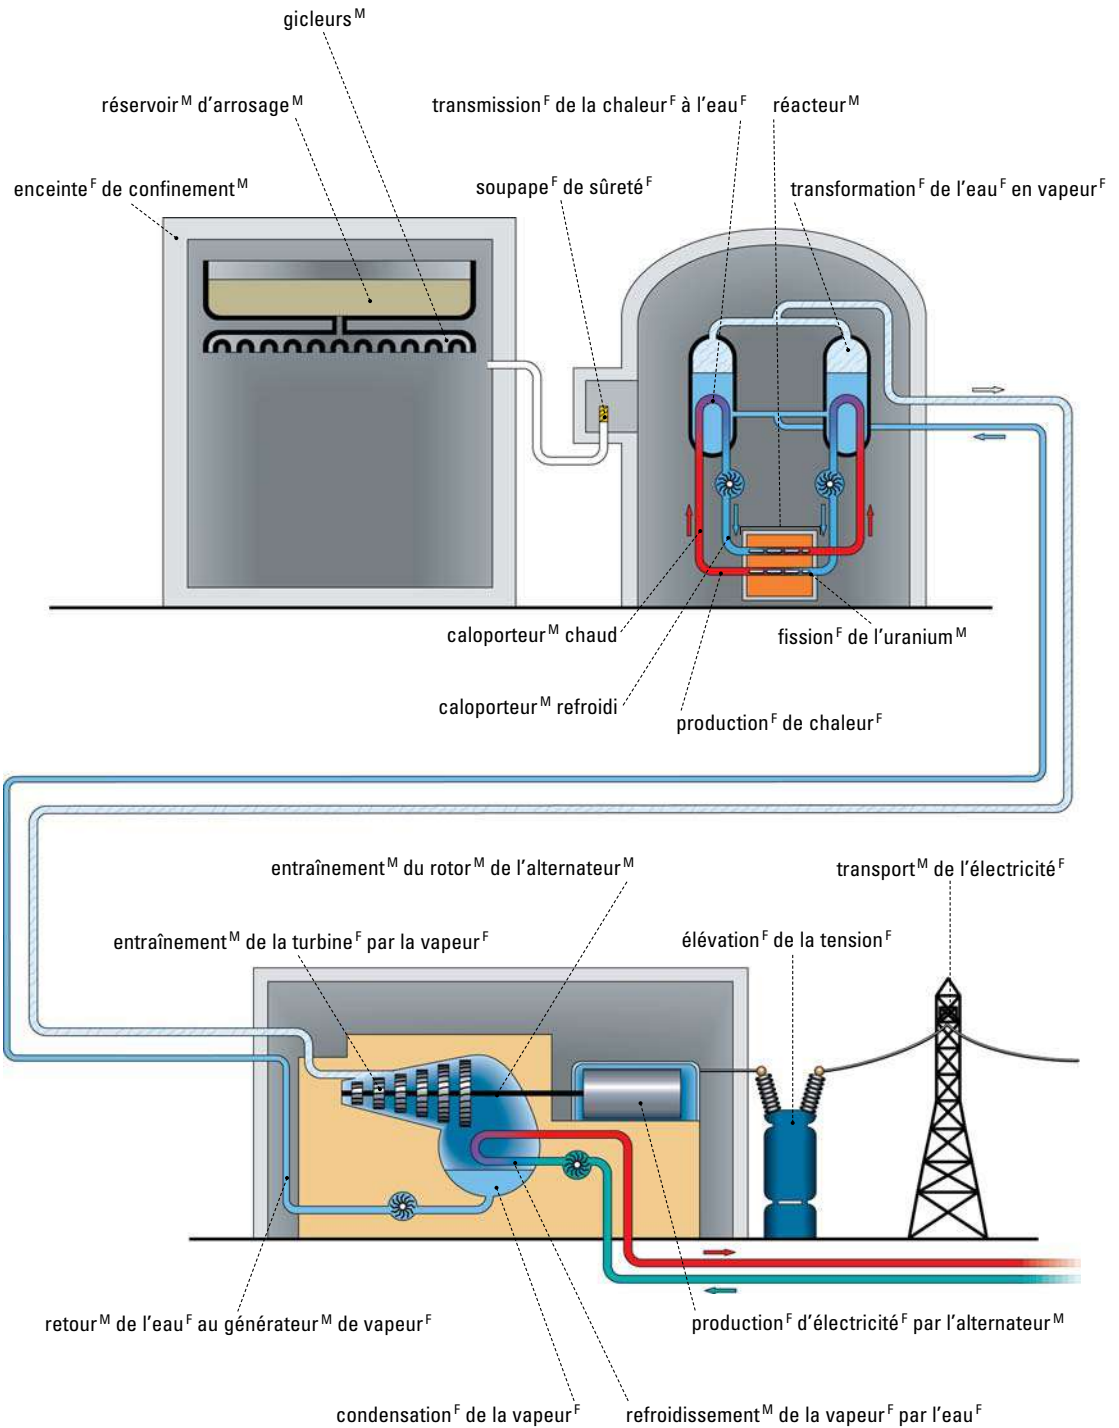 gicleurs M
réservoir M d'arrosage M
transmission F de la chaleur F à l'eau F
réacteur M
enceinte F de confinement M
soupape F de sûreté F
transformation F de l'eau F en vapeur F
caloporteur M chaud
fission F de l'uranium M
caloporteur M refroidi
production F de chaleur F
entraînement M du rotor M de l'alternateur M
transport M de l'électricité F
entraînement M de la turbine F par la vapeur F
élévation F de la tension F
retour M de l'eau F au générateur M de vapeur F
production F d'électricité F par l'alternateur M
condensation F de la vapeur F
refroidissement M de la vapeur F par l'eau F